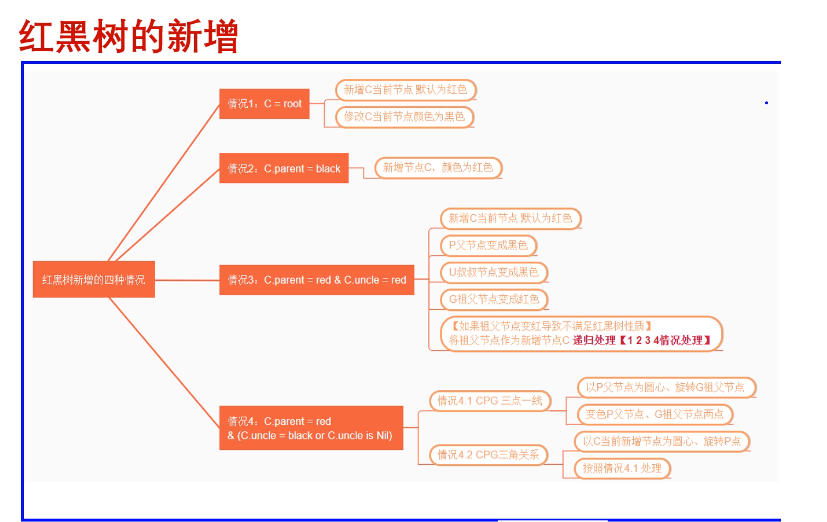 红黑树的新增
情况1：C = root
新增C当前节点 默认为红色
修改C当前节点颜色为黑色
情况2：C.parent = black
新增节点C，颜色为红色
红黑树新增的四种情况
情况3：C.parent = red & C.uncle = red
新增C当前节点 默认为红色
P父节点变成黑色
U叔叔节点变成黑色
G祖父节点变成红色
【如果祖父节点变红导致不满足红黑树性质】
将祖父节点作为新增节点C 递归处理【1 2 3 4情况处理】
情况4：C.parent = red
& (C.uncle = black or C.uncle is Nil)
情况4.1 CPG 三点一线
以P父节点为圆心、旋转G祖父节点
变色P父节点、G祖父节点两点
情况4.2 CPG三角关系
以C当前新增节点为圆心、旋转P点
按照情况4.1 处理